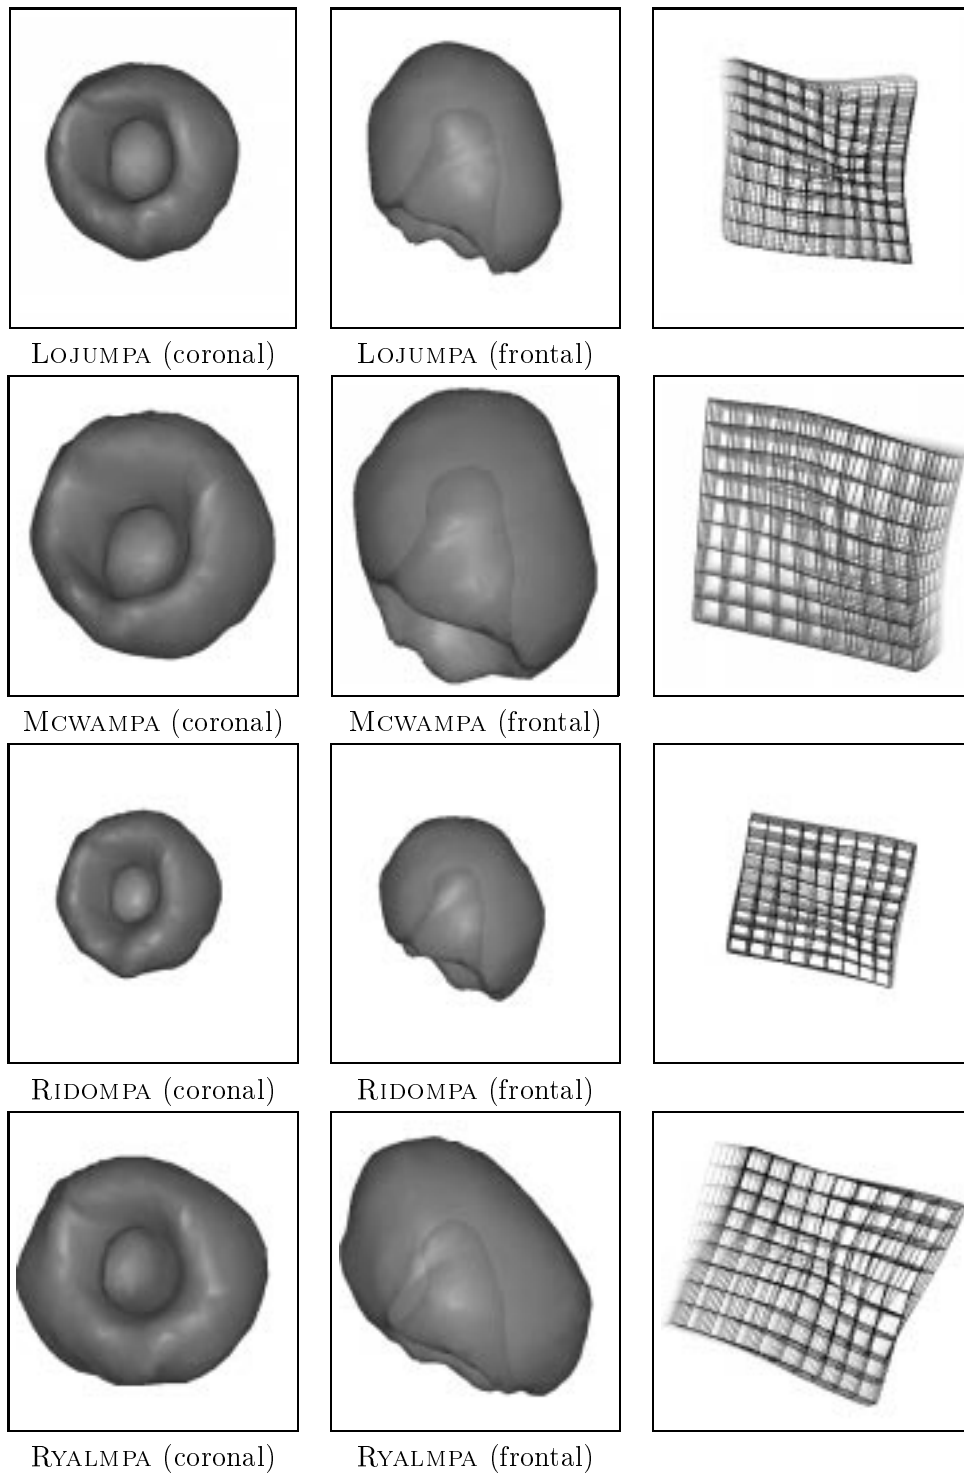 LOJUMPA (coronal) LOJUMPA (frontal)
MCWAMPA (coronal) MCWAMPA (frontal)
RIDOMPA (coronal) RIDOMPA (frontal)
RYALMPA (coronal) RYALMPA (frontal)